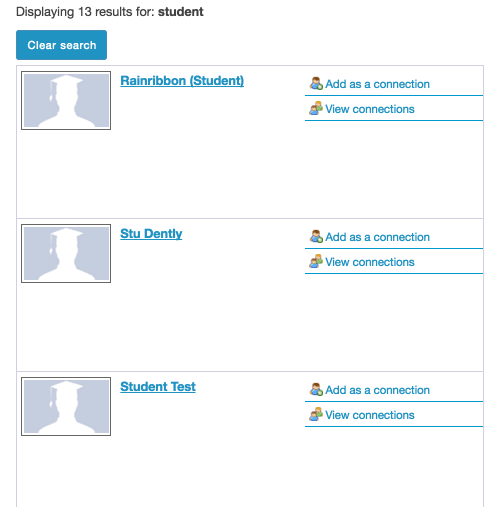 Displaying 13 results for: student
Clear search
Rainribbon (Student)
Add as a connection
View connections
Stu Dently
Add as a connection
View connections
Student Test
Add as a connection
View connections